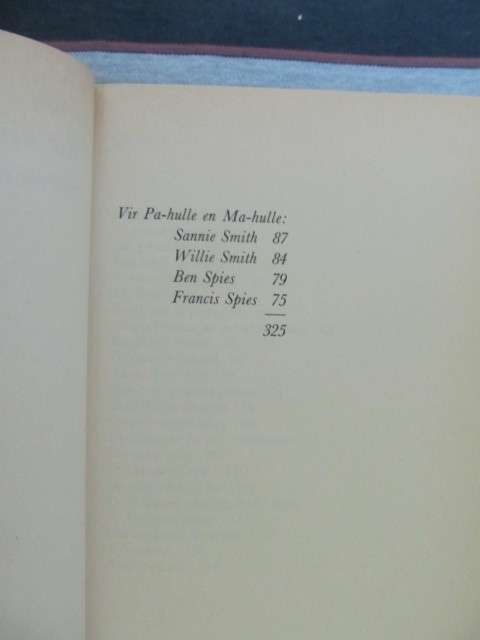 Vir Pa-hulle en Ma-hulle:
Sannie Smith 87
Willie Smith 84
Ben Spies 79
Francis Spies 75
325